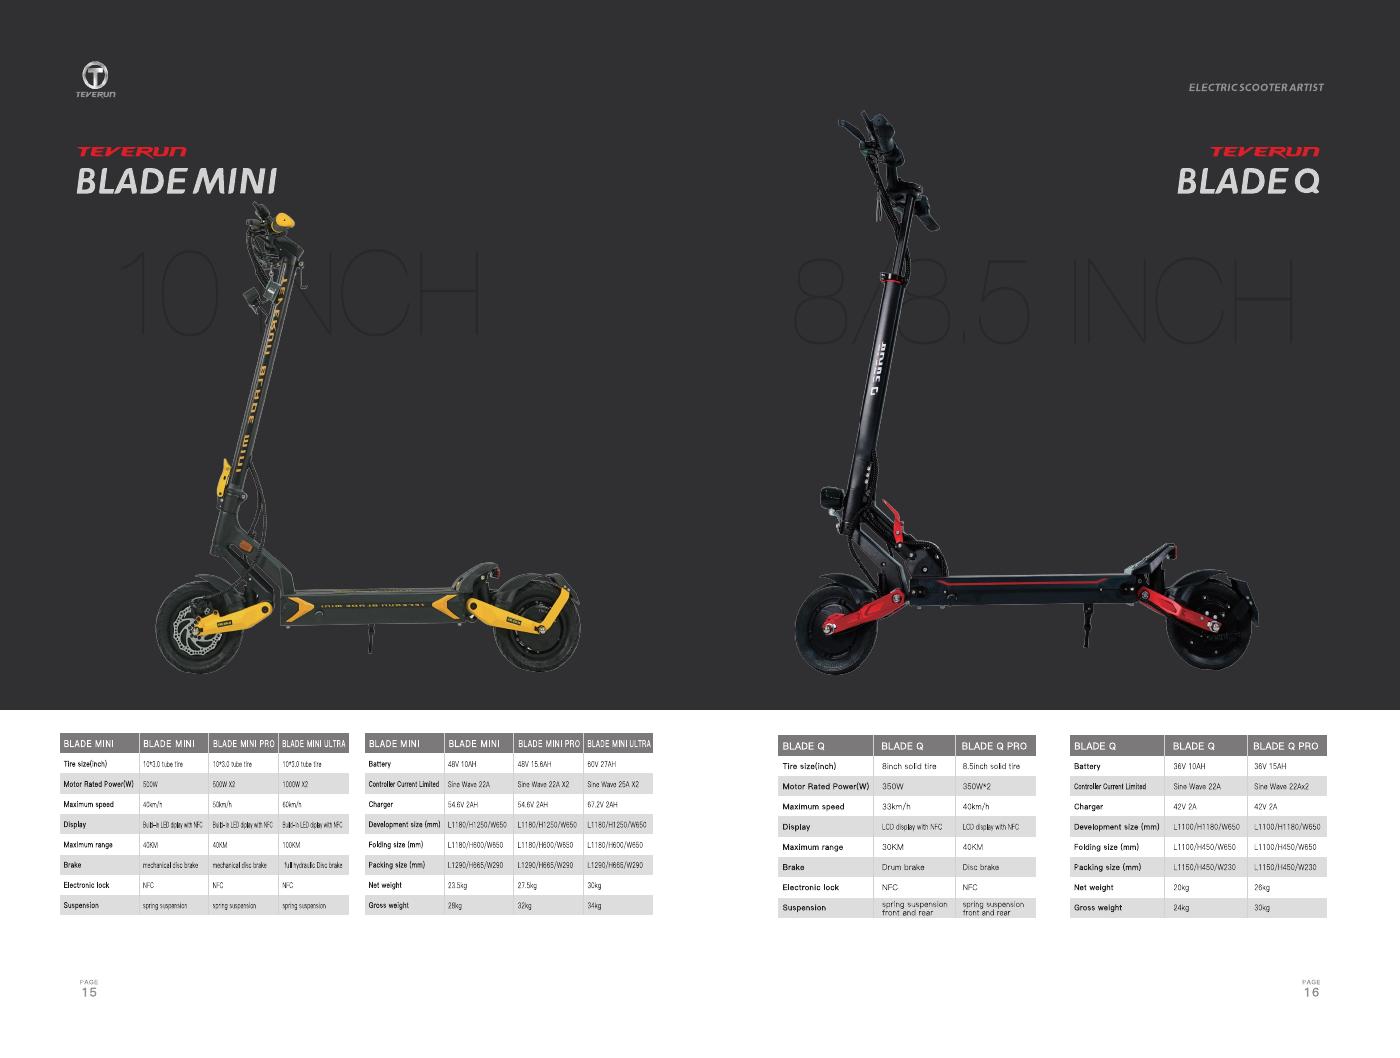 TEVERUN
ELECTRIC SCOOTER ARTIST
TEVERUN
BLADE MINI
10 INCH
TEVERUN BLADE MINI
TEVERUN BLADE MINI
TEVERUN
BLADE Q
8/8.5 INCH
BLADE Q
BLADE MINI BLADE MINI BLADE MINI PRO BLADE MINI ULTRA
Tire size(inch) 10*3.0 tube tire 10*3.0 tube tire 10*3.0 tube tire
Motor Rated Power(W) 500W 500W X2 1000W X2
Maximum speed 40km/h 50km/h 60km/h
Display Built-in LED diplay with NFC Built-in LED diplay with NFC Build-in LED diplay with NFC
Maximum range 40KM 40KM 100KM
Brake mechanical disc brake mechanical disc brake full hydraulic Disc brake
Electronic lock NFC NFC NFC
Suspension spring suspension spring suspension spring suspension
BLADE MINI BLADE MINI BLADE MINI PRO BLADE MINI ULTRA
Battery 48V 10AH 48V 15.6AH 60V 27AH
Controller Current Limited Sine Wave 22A Sine Wave 22A X2 Sine Wave 25A X2
Charger 54.6V 2AH 54.6V 2AH 67.2V 2AH
Development size (mm) L1180/H1250/W650 L1180/H1250/W650 L1180/H1250/W650
Folding size (mm) L1180/H600/W650 L1180/H600/W650 L1180/H600/W650
Packing size (mm) L1290/H665/W290 L1290/H665/W290 L1290/H665/W290
Net weight 23.5kg 27.5kg 30kg
Gross weight 28kg 32kg 34kg
BLADE Q BLADE Q BLADE Q PRO
Tire size(inch) 8inch solid tire 8.5inch solid tire
Motor Rated Power(W) 350W 350W*2
Maximum speed 33km/h 40km/h
Display LCD display with NFC LCD display with NFC
Maximum range 30KM 40KM
Brake Drum brake Disc brake
Electronic lock NFC NFC
Suspension spring suspension front and rear spring suspension front and rear
BLADE Q BLADE Q BLADE Q PRO
Battery 36V 10AH 36V 15AH
Controller Current Limited Sine Wave 22A Sine Wave 22Ax2
Charger 42V 2A 42V 2A
Development size (mm) L1100/H1180/W650 L1100/H1180/W650
Folding size (mm) L1100/H450/W650 L1100/H450/W650
Packing size (mm) L1150/H450/W230 L1150/H450/W230
Net weight 20kg 26kg
Gross weight 24kg 30kg
PAGE
15
PAGE
16